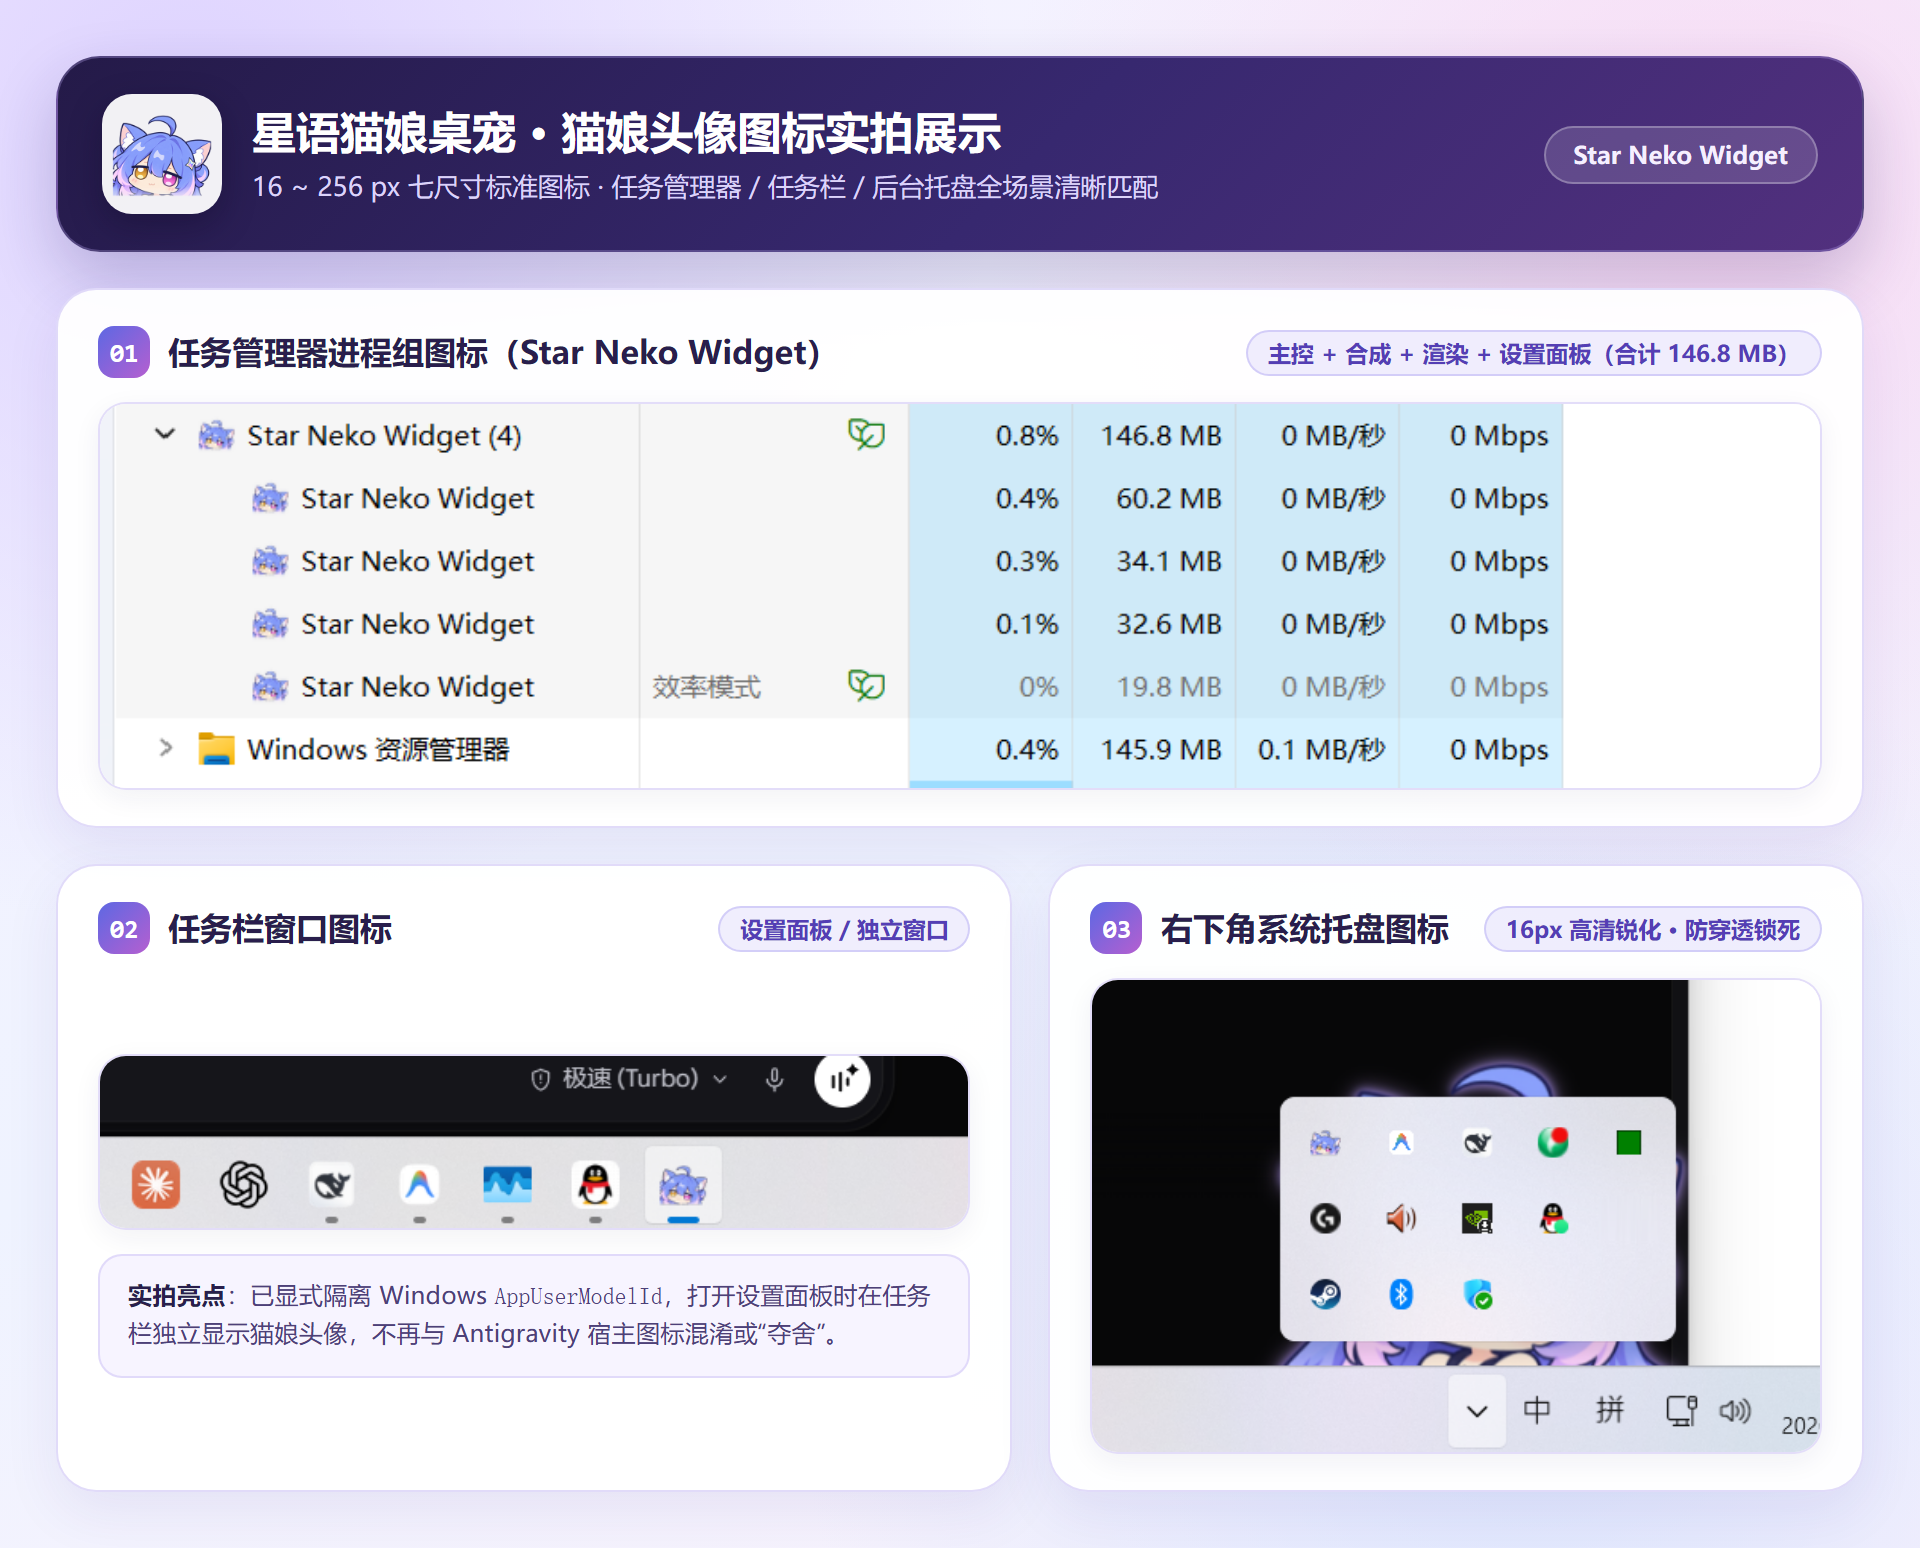 星语猫娘桌宠 • 猫娘头像图标实拍展示
16 ~ 256 px 七尺寸标准图标 · 任务管理器 / 任务栏 / 后台托盘全场景清晰匹配
Star Neko Widget
01 任务管理器进程组图标（Star Neko Widget）
主控 + 合成 + 渲染 + 设置面板（合计 146.8 MB）
Star Neko Widget (4) 0.8% 146.8 MB 0 MB/秒 0 Mbps
Star Neko Widget 0.4% 60.2 MB 0 MB/秒 0 Mbps
Star Neko Widget 0.3% 34.1 MB 0 MB/秒 0 Mbps
Star Neko Widget 0.1% 32.6 MB 0 MB/秒 0 Mbps
Star Neko Widget 效率模式 0% 19.8 MB 0 MB/秒 0 Mbps
Windows 资源管理器 0.4% 145.9 MB 0.1 MB/秒 0 Mbps
02 任务栏窗口图标
设置面板 / 独立窗口
极速 (Turbo)
实拍亮点：已显式隔离 Windows AppUserModelId，打开设置面板时在任务
栏独立显示猫娘头像，不再与 Antigravity 宿主图标混淆或“夺舍”。
03 右下角系统托盘图标
16px 高清锐化 • 防穿透锁死
中 拼
202